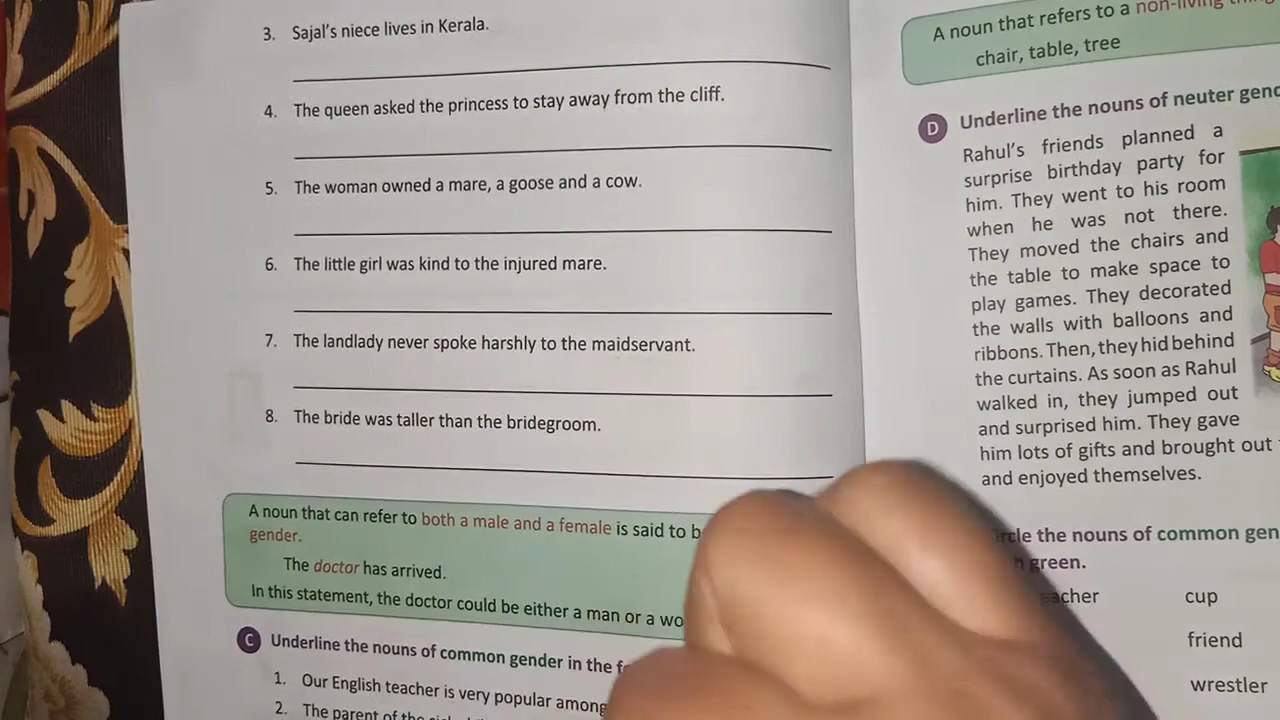 3. Sajal's niece lives in Kerala.
4. The queen asked the princess to stay away from the cliff.
5. The woman owned a mare, a goose and a cow.
6. The little girl was kind to the injured mare.
7. The landlady never spoke harshly to the maidservant.
8. The bride was taller than the bridegroom.
A noun that can refer to both a male and a female is said to
gender.
The doctor has arrived.
In this statement, the doctor could be either a man or a
C Underline the nouns of common gender in the
1. Our English teacher is very popular among
2. The parent of the
A noun that refers to a non-living
chair, table, tree
D Underline the nouns of neuter
Rahul's friends planned a
surprise birthday party for
him. They went to his room
when he was not there.
They moved the chairs and
the table to make space to
play games. They decorated
the walls with balloons and
ribbons. Then, they hid behind
the curtains. As soon as Rahul
walked in, they jumped out
and surprised him. They gave
him lots of gifts and brought out
and enjoyed themselves.
the nouns of common
green.
cup
friend
wrestler